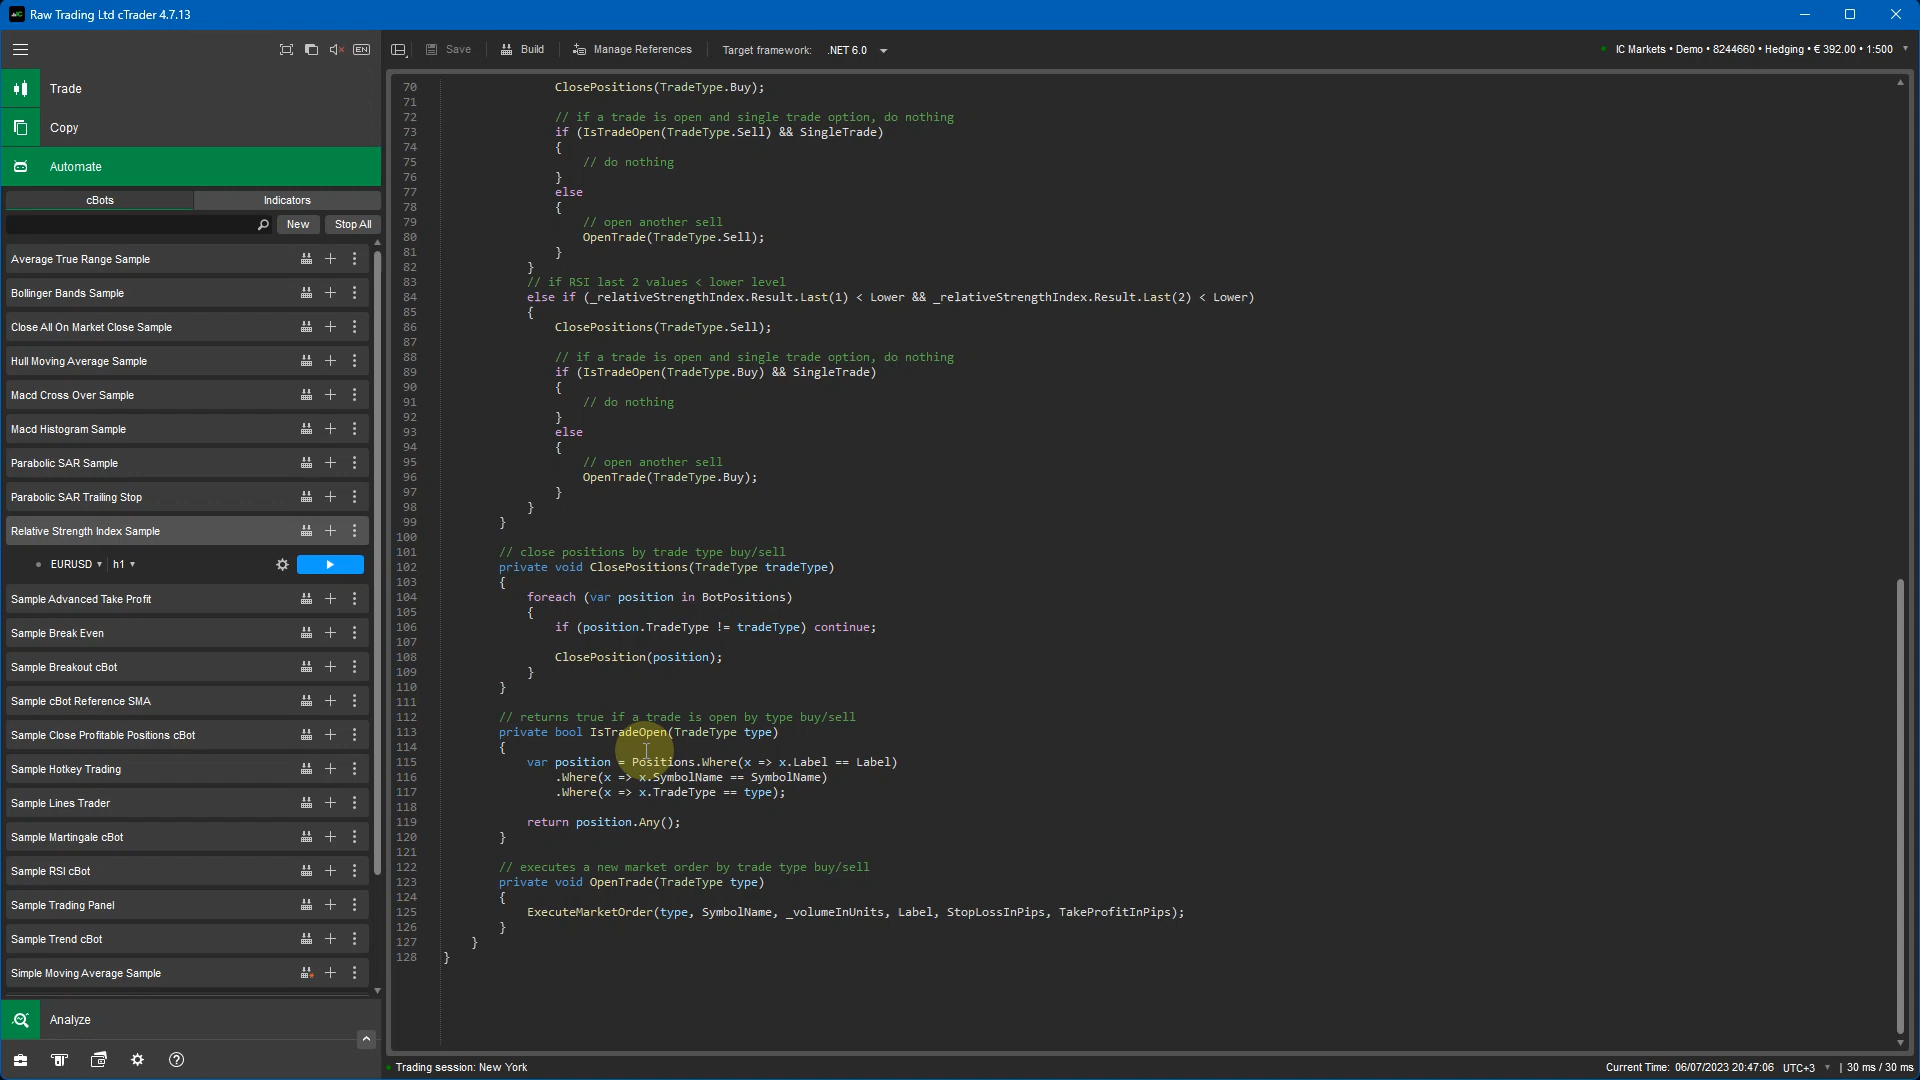 Raw Trading Ltd cTrader 4.7.13
EN
Save
Build
Manage References
Target framework:
.NET 6.0
IC Markets • Demo • 8244660 • Hedging • € 392.00 • 1:500
Trade
Copy
Automate
cBots
Indicators
New
Stop All
Average True Range Sample
Bollinger Bands Sample
Close All On Market Close Sample
Hull Moving Average Sample
Macd Cross Over Sample
Macd Histogram Sample
Parabolic SAR Sample
Parabolic SAR Trailing Stop
Relative Strength Index Sample
EURUSD
h1
Sample Advanced Take Profit
Sample Break Even
Sample Breakout cBot
Sample cBot Reference SMA
Sample Close Profitable Positions cBot
Sample Hotkey Trading
Sample Lines Trader
Sample Martingale cBot
Sample RSI cBot
Sample Trading Panel
Sample Trend cBot
Simple Moving Average Sample
Analyze
70 ClosePositions(TradeType.Buy);
71
72 // if a trade is open and single trade option, do nothing
73 if (IsTradeOpen(TradeType.Sell) && SingleTrade)
74 {
75 // do nothing
76 }
77 else
78 {
79 // open another sell
80 OpenTrade(TradeType.Sell);
81 }
82 }
83 // if RSI last 2 values < lower level
84 else if (_relativeStrengthIndex.Result.Last(1) < Lower && _relativeStrengthIndex.Result.Last(2) < Lower)
85 {
86 ClosePositions(TradeType.Sell);
87
88 // if a trade is open and single trade option, do nothing
89 if (IsTradeOpen(TradeType.Buy) && SingleTrade)
90 {
91 // do nothing
92 }
93 else
94 {
95 // open another sell
96 OpenTrade(TradeType.Buy);
97 }
98 }
99 }
100
101 // close positions by trade type buy/sell
102 private void ClosePositions(TradeType tradeType)
103 {
104 foreach (var position in BotPositions)
105 {
106 if (position.TradeType != tradeType) continue;
107
108 ClosePosition(position);
109 }
110 }
111
112 // returns true if a trade is open by type buy/sell
113 private bool IsTradeOpen(TradeType type)
114 {
115 var position = Positions.Where(x => x.Label == Label)
116 .Where(x => x.SymbolName == SymbolName)
117 .Where(x => x.TradeType == type);
118
119 return position.Any();
120 }
121
122 // executes a new market order by trade type buy/sell
123 private void OpenTrade(TradeType type)
124 {
125 ExecuteMarketOrder(type, SymbolName, _volumeInUnits, Label, StopLossInPips, TakeProfitInPips);
126 }
127 }
128 }
Trading session: New York
Current Time: 06/07/2023 20:47:06 UTC+3 | 30 ms / 30 ms